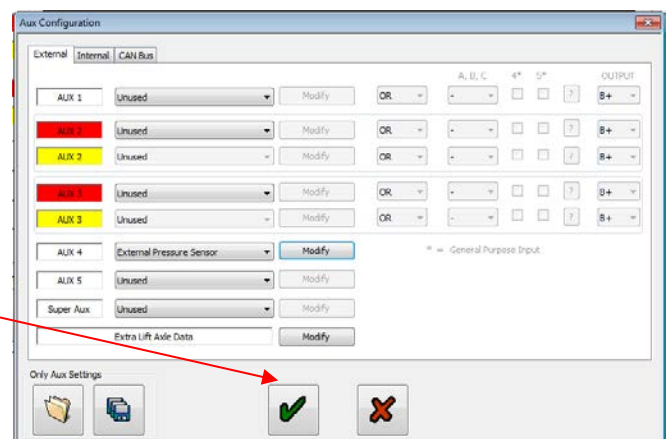 Aux Configuration
External Internal CAN Bus
A, B, C 4* 5* OUTPUT
AUX 1 Unused Modify OR - ? B+
AUX 2 Unused Modify OR - ? B+
AUX 2 Unused Modify OR - ? B+
AUX 3 Unused Modify OR - ? B+
AUX 3 Unused Modify OR - ? B+
AUX 4 External Pressure Sensor Modify * = General Purpose Input
AUX 5 Unused Modify
Super Aux Unused Modify
Extra Lift Axle Data Modify
Only Aux Settings